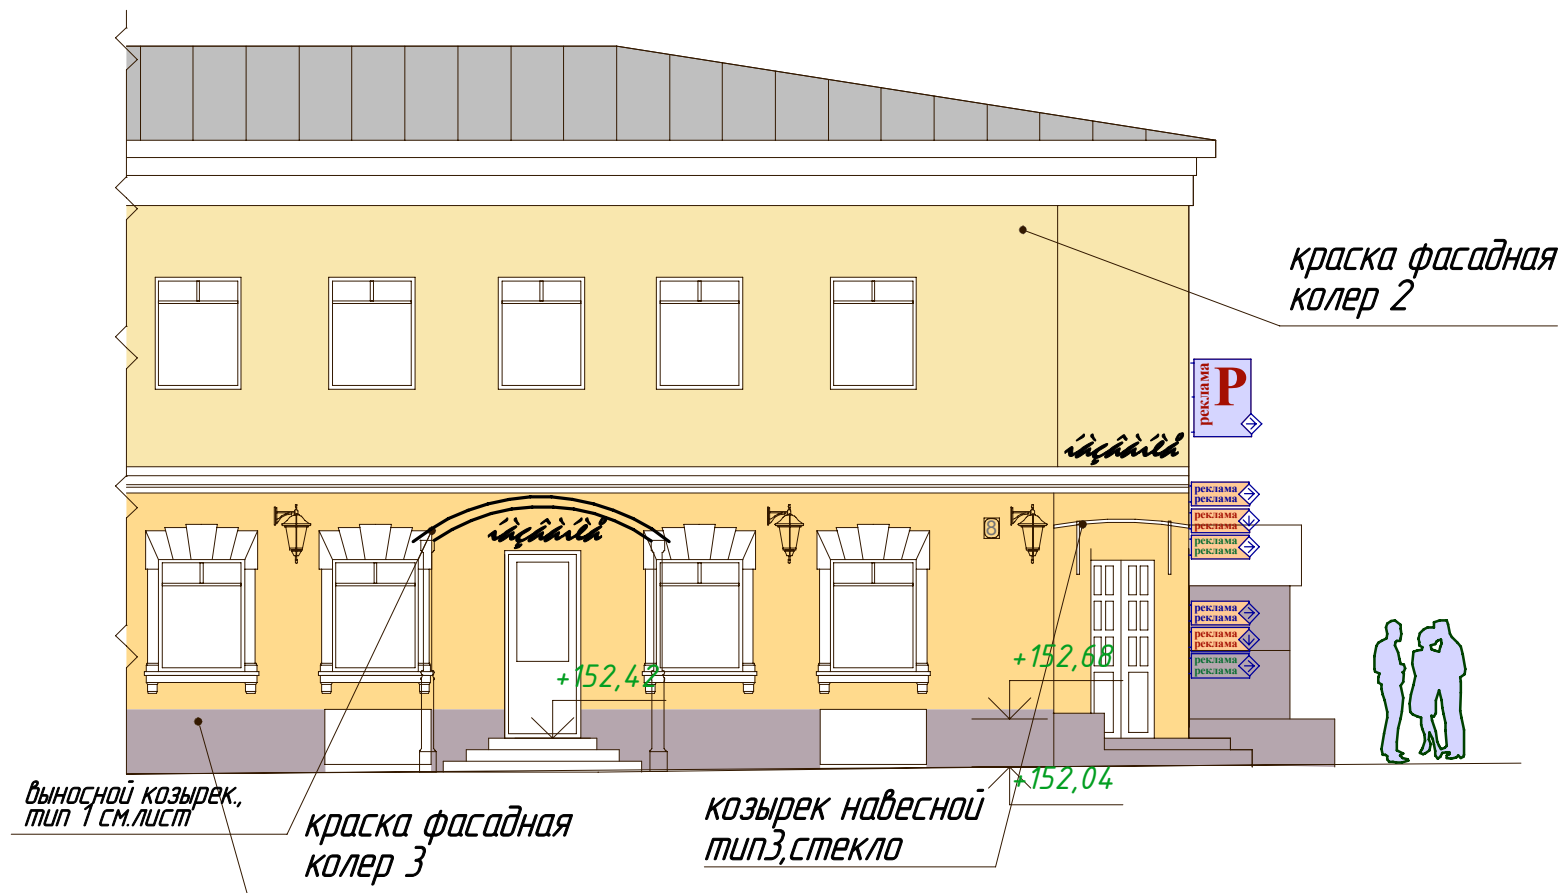 краска фасадная
колер 2
реклама
Р
íàçâàíèå
реклама
реклама
реклама
реклама
реклама
реклама
íàçâàíèå
8
реклама
реклама
реклама
реклама
реклама
реклама
+152,68
+152,42
+152,04
выносной козырек.,
тип 1 см.лист
краска фасадная
колер 3
козырек навесной
тип3,стекло